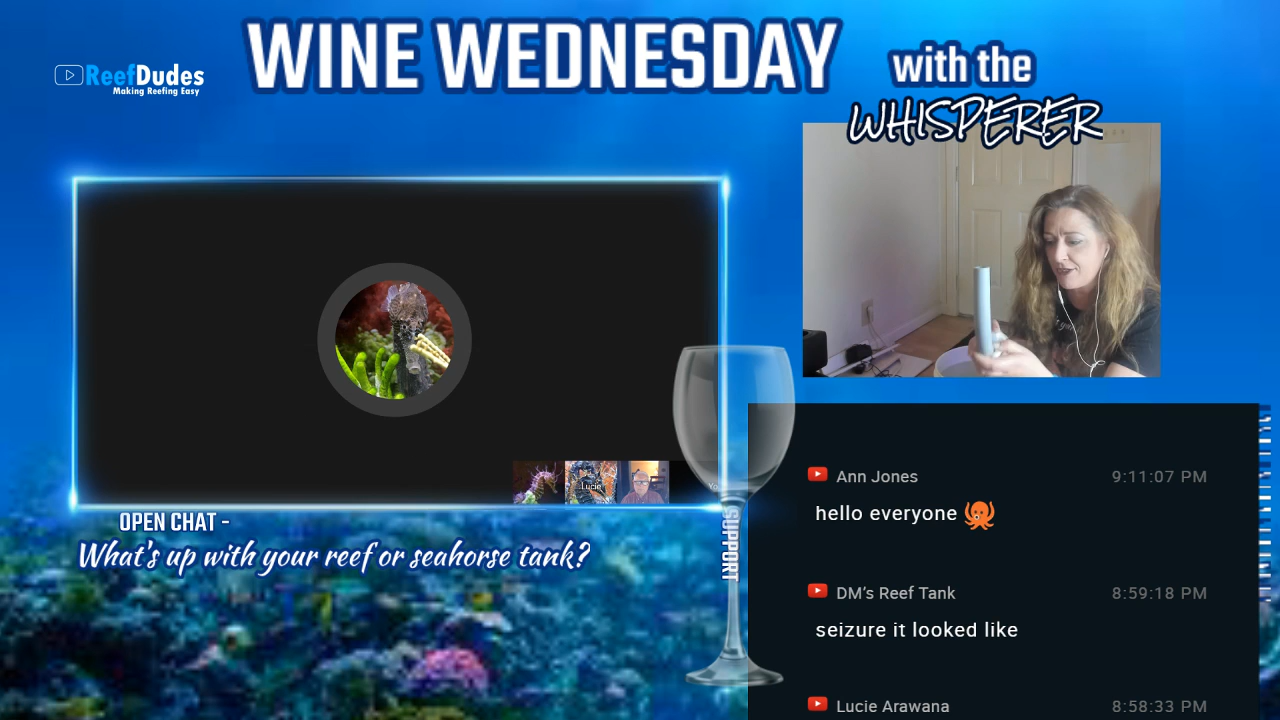 WINE WEDNESDAY
with the
WHISPERER
ReefDudes
Making Reefing Easy
Lucie
OPEN CHAT -
What's up with your reef or seahorse tank?
SUPPORT
Ann Jones 9:11:07 PM
hello everyone 🐙
DM's Reef Tank 8:59:18 PM
seizure it looked like
Lucie Arawana 8:58:33 PM